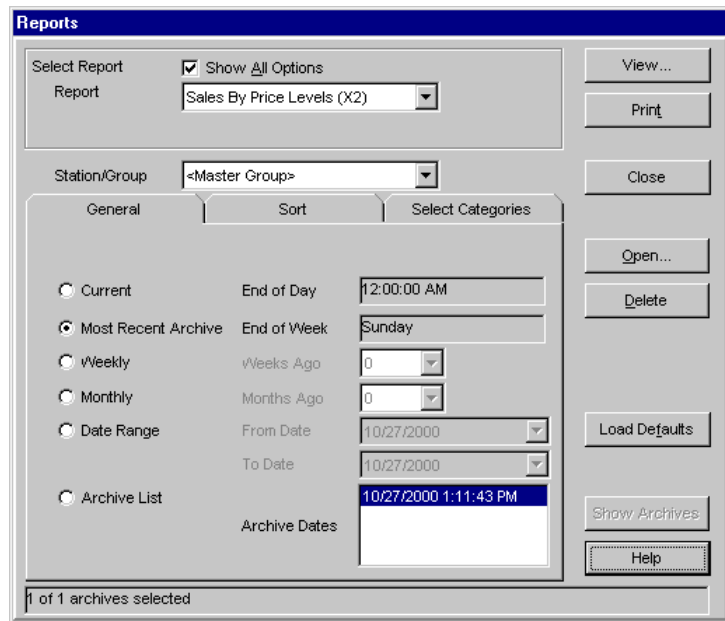 Reports
Select Report
Show All Options
Report
Sales By Price Levels (X2)
Station/Group
<Master Group>
General
Sort
Select Categories
Current
End of Day
12:00:00 AM
Most Recent Archive
End of Week
Sunday
Weekly
Weeks Ago
0
Monthly
Months Ago
0
Date Range
From Date
10/27/2000
To Date
10/27/2000
Archive List
Archive Dates
10/27/2000 1:11:43 PM
View...
Print
Close
Open...
Delete
Load Defaults
Show Archives
Help
1 of 1 archives selected